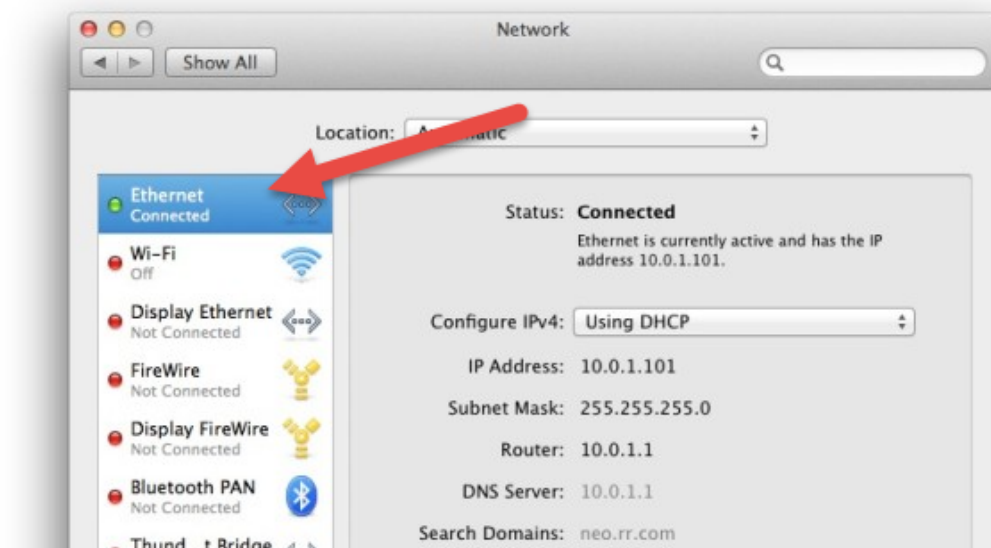 Network
Show All
Location:
Ethernet
Connected
Wi-Fi
Off
Display Ethernet
Not Connected
FireWire
Not Connected
Display FireWire
Not Connected
Bluetooth PAN
Not Connected
Thund...t Bridge
Status: Connected
Ethernet is currently active and has the IP
address 10.0.1.101.
Configure IPv4: Using DHCP
IP Address: 10.0.1.101
Subnet Mask: 255.255.255.0
Router: 10.0.1.1
DNS Server: 10.0.1.1
Search Domains: neo.rr.com